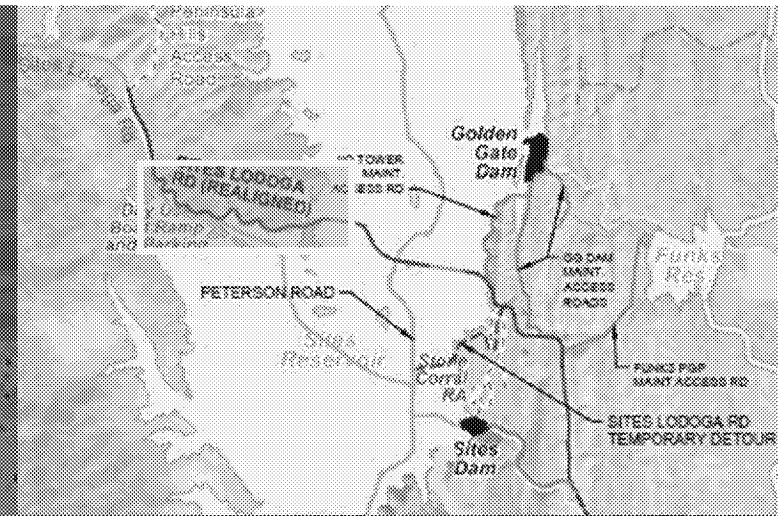 Peninsula
Hills
Access
Road
Sites Lodoga Rd
Golden
Gate
Dam
TOWER
MAINT.
RD
SITES LODOGA
RD (REALIGNED)
Day Use
Boat Ramp
and Parking
GG DAM
MAINT.
ACCESS
ROADS
Funks
Res
PETERSON ROAD
Sites
Reservoir
Stone
Corral
RA
FUNKS PGP
MAINT ACCESS RD
SITES LODOGA RD
TEMPORARY DETOUR
Sites
Dam